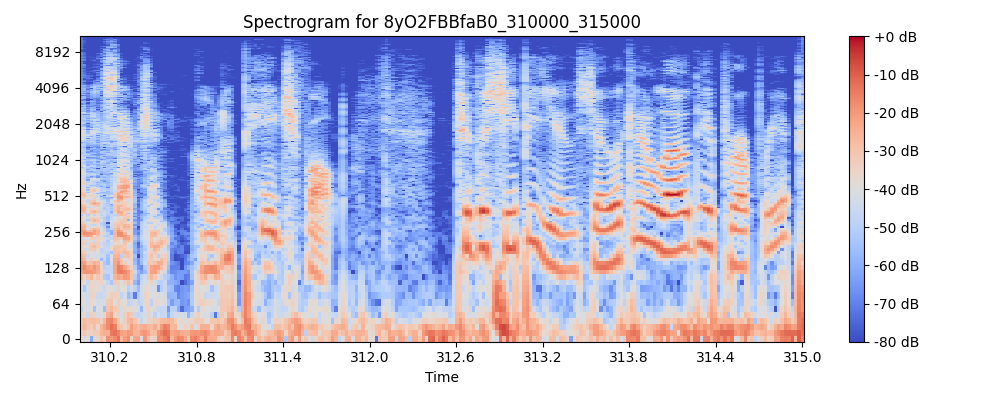 Spectrogram for 8yO2FBBfaB0_310000_315000
Hz
8192
4096
2048
1024
512
256
128
64
0
310.2 310.8 311.4 312.0 312.6 313.2 313.8 314.4 315.0
Time
+0 dB
-10 dB
-20 dB
-30 dB
-40 dB
-50 dB
-60 dB
-70 dB
-80 dB